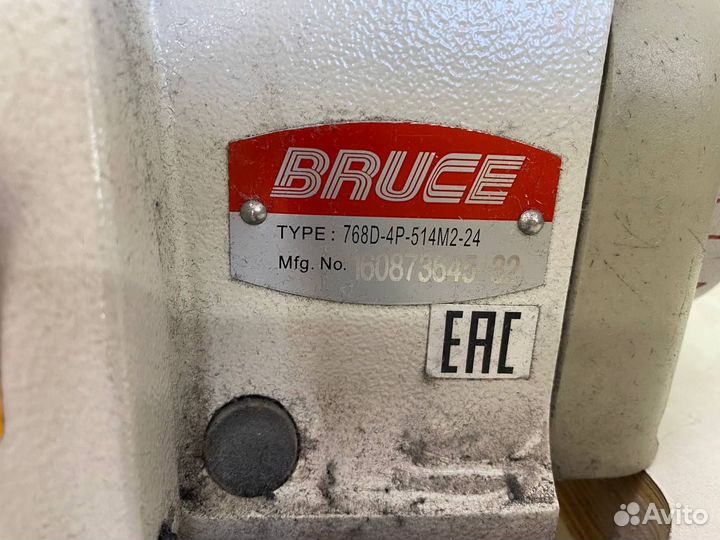 BRUCE
TYPE: 768D-4P-514M2-24
Mfg. No.
EAC
Avito